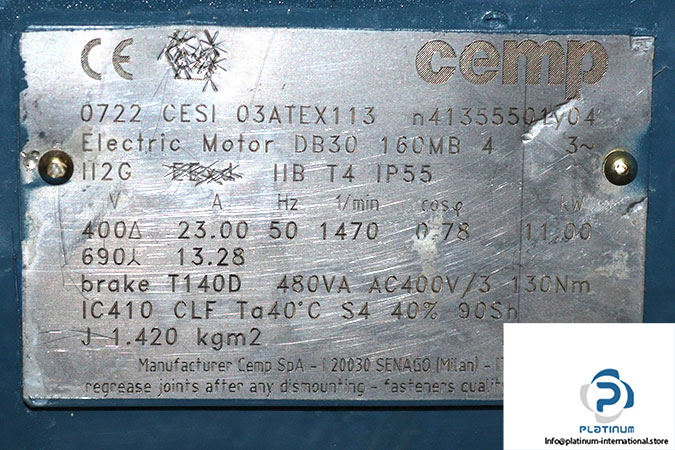 CE cemp
0722 CESI 03ATEX113 n41355501y04
Electric Motor DB30 160MB 4 3~
II2G IIB T4 IP55
V A Hz 1/min cosφ kW
400Δ 23.00 50 1470 0.78 11.00
690⅄ 13.28
brake T140D 480VA AC400V/3 130Nm
IC410 CLF Ta40°C S4 40% 90Sh
J 1.420 kgm2
Manufacturer Cemp SpA - I 20030 SENAGO (Milan) -
regrease joints after any dismounting - fasteners
PLATINUM
Info@platinum-international.store